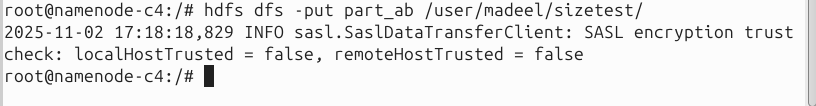 root@namenode-c4:/# hdfs dfs -put part_ab /user/madeel/sizetest/
2025-11-02 17:18:18,829 INFO sasl.SaslDataTransferClient: SASL encryption trust
check: localHostTrusted = false, remoteHostTrusted = false
root@namenode-c4:/#